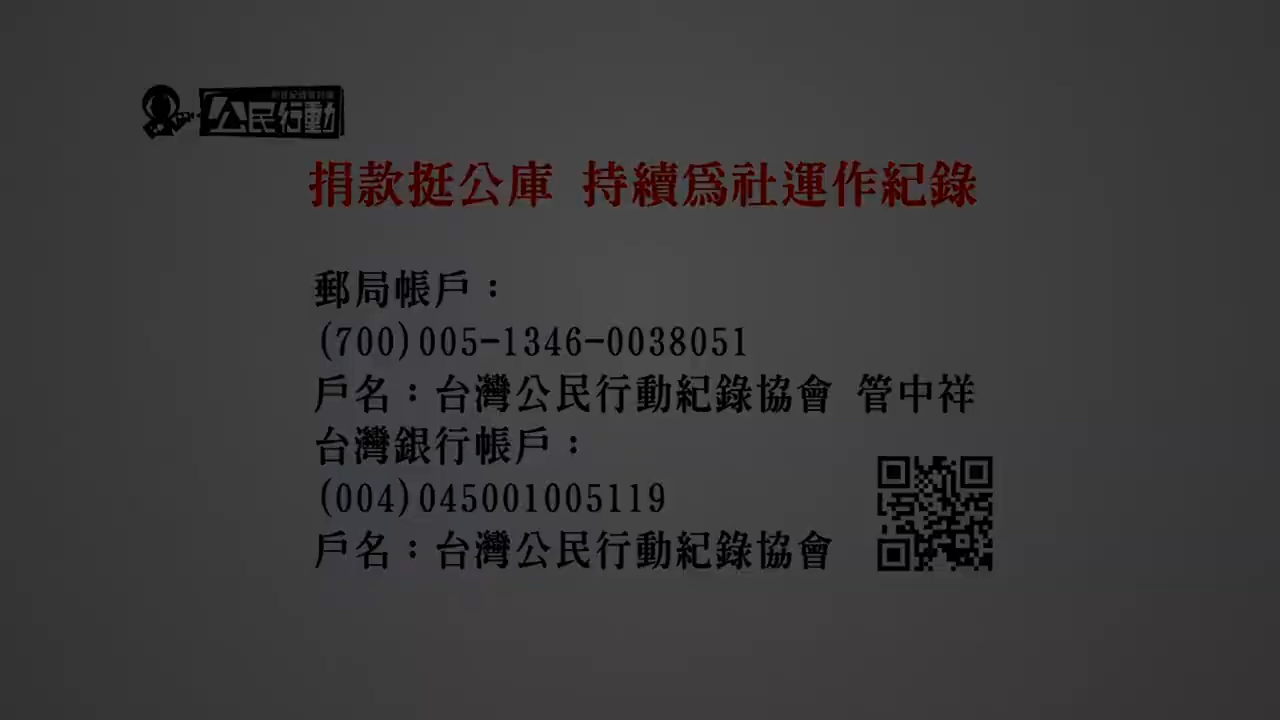 公民行動
捐款挺公庫 持續為社運作紀錄
郵局帳戶：
(700)005-1346-0038051
戶名：台灣公民行動紀錄協會 管中祥
台灣銀行帳戶：
(004)045001005119
戶名：台灣公民行動紀錄協會